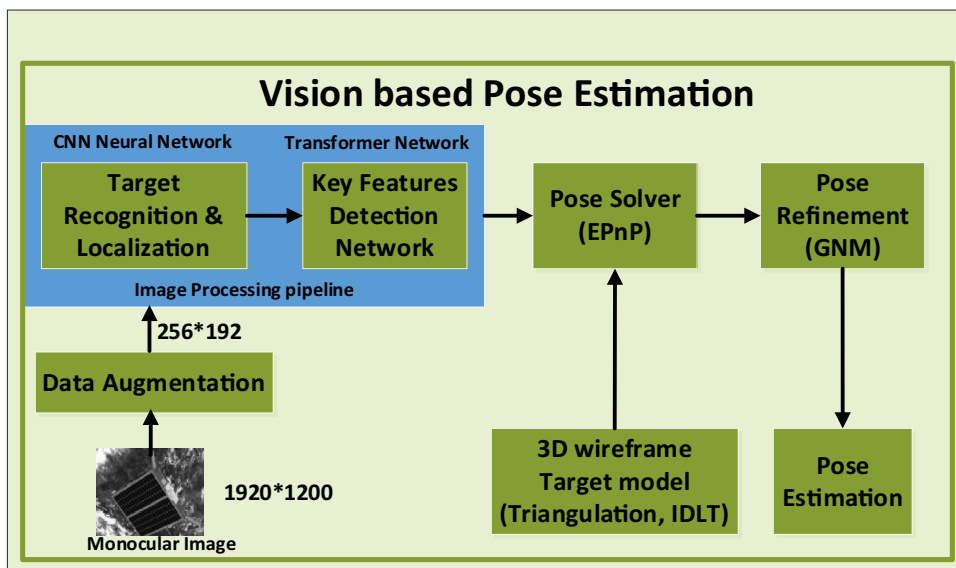 Vision based Pose Estimation
CNN Neural Network
Transformer Network
Target
Recognition &
Localization
Key Features
Detection
Network
Image Processing pipeline
Pose Solver
(EPnP)
Pose
Refinement
(GNM)
256*192
Data Augmentation
1920*1200
Monocular Image
3D wireframe
Target model
(Triangulation, IDLT)
Pose
Estimation